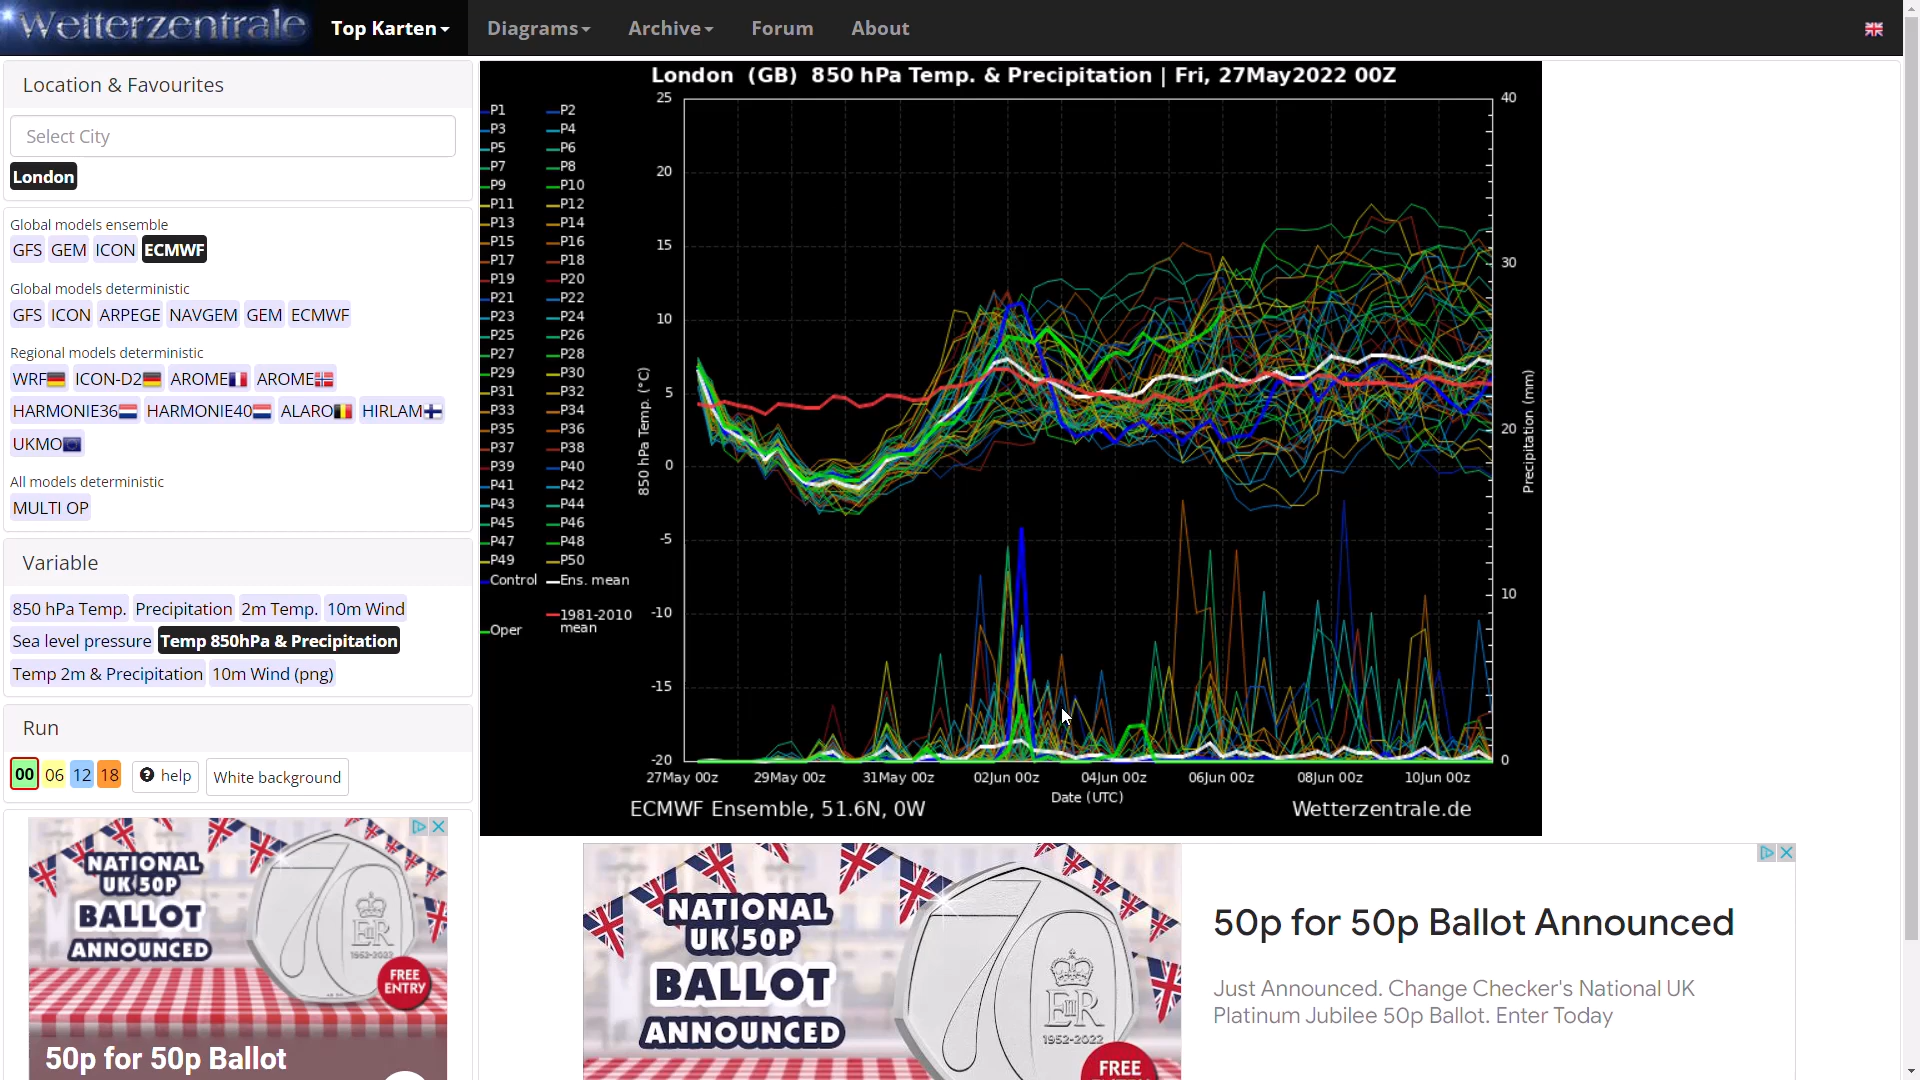 Wetterzentrale
Top Karten
Diagrams
Archive
Forum
About
Location & Favourites
Select City
London
Global models ensemble
GFS GEM ICON ECMWF
Global models deterministic
GFS ICON ARPEGE NAVGEM GEM ECMWF
Regional models deterministic
WRF ICON-D2 AROME AROME
HARMONIE36 HARMONIE40 ALARO HIRLAM
UKMO
All models deterministic
MULTI OP
Variable
850 hPa Temp. Precipitation 2m Temp. 10m Wind
Sea level pressure Temp 850hPa & Precipitation
Temp 2m & Precipitation 10m Wind (png)
Run
00 06 12 18 help White background
NATIONAL
UK 50P
BALLOT
ANNOUNCED
70
EIIR
1952-2022
FREE
ENTRY
50p for 50p Ballot
London (GB) 850 hPa Temp. & Precipitation | Fri, 27May2022 00Z
P1 P2
P3 P4
P5 P6
P7 P8
P9 P10
P11 P12
P13 P14
P15 P16
P17 P18
P19 P20
P21 P22
P23 P24
P25 P26
P27 P28
P29 P30
P31 P32
P33 P34
P35 P36
P37 P38
P39 P40
P41 P42
P43 P44
P45 P46
P47 P48
P49 P50
Control Ens. mean
1981-2010
mean
Oper
850 hPa Temp. (°C)
25
20
15
10
5
0
-5
-10
-15
-20
40
30
20
10
0
Precipitation (mm)
27May 00z 29May 00z 31May 00z 02Jun 00z 04Jun 00z 06Jun 00z 08Jun 00z 10Jun 00z
Date (UTC)
ECMWF Ensemble, 51.6N, 0W
Wetterzentrale.de
NATIONAL
UK 50P
BALLOT
ANNOUNCED
70
EIIR
1952-2022
FREE
50p for 50p Ballot Announced
Just Announced. Change Checker's National UK
Platinum Jubilee 50p Ballot. Enter Today